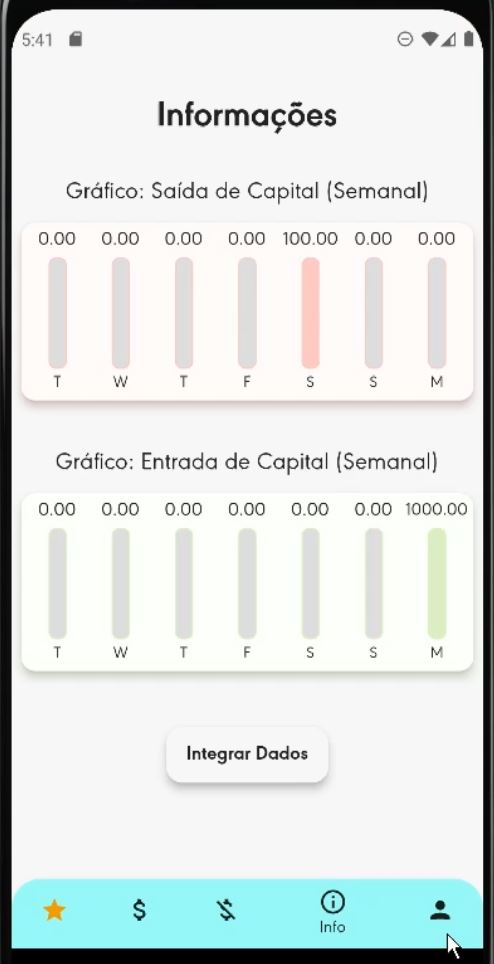 5:41
Informações
Gráfico: Saída de Capital (Semanal)
0.00 0.00 0.00 0.00 100.00 0.00 0.00
T W T F S S M
Gráfico: Entrada de Capital (Semanal)
0.00 0.00 0.00 0.00 0.00 0.00 1000.00
T W T F S S M
Integrar Dados
Info